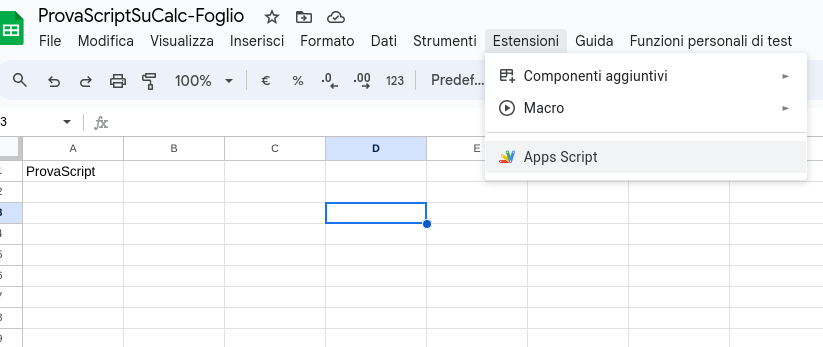 ProvaScriptSuCalc-Foglio
File Modifica Visualizza Inserisci Formato Dati Strumenti Estensioni Guida Funzioni personali di test
100% € % .0 .00 123 Predef...
Componenti aggiuntivi
Macro
Apps Script
3 fx
A B C D E
1 ProvaScript
2
3
4
5
6
7
8
9